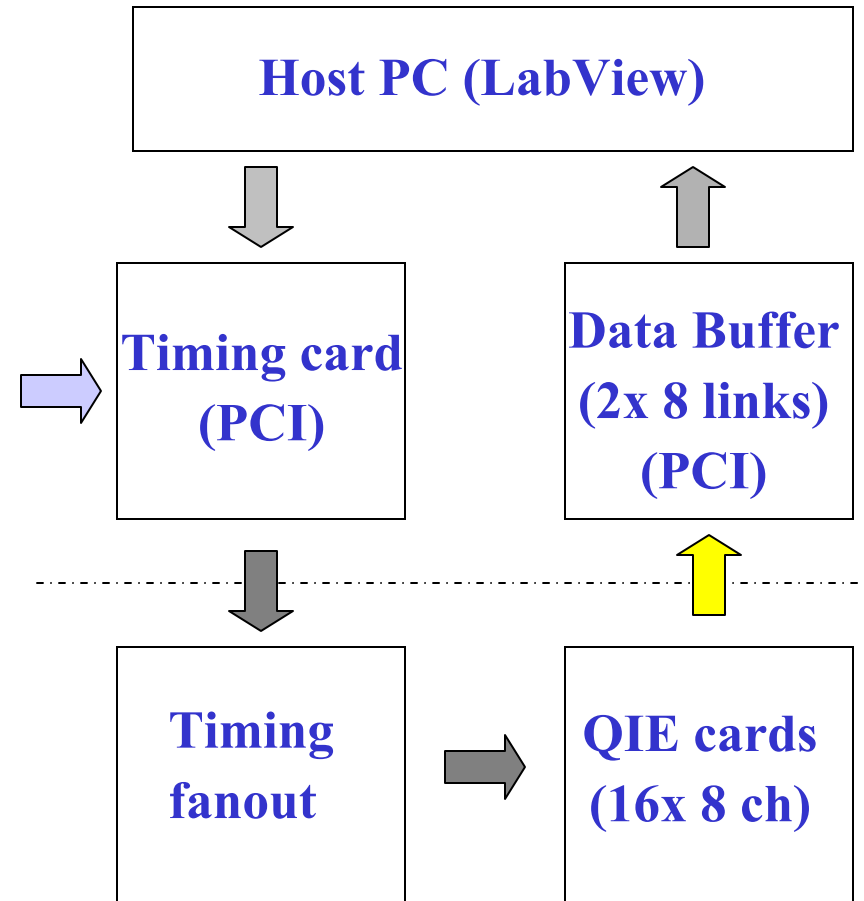 Host PC (LabView)
Timing card
(PCI)
Data Buffer
(2x 8 links)
(PCI)
Timing
fanout
QIE cards
(16x 8 ch)